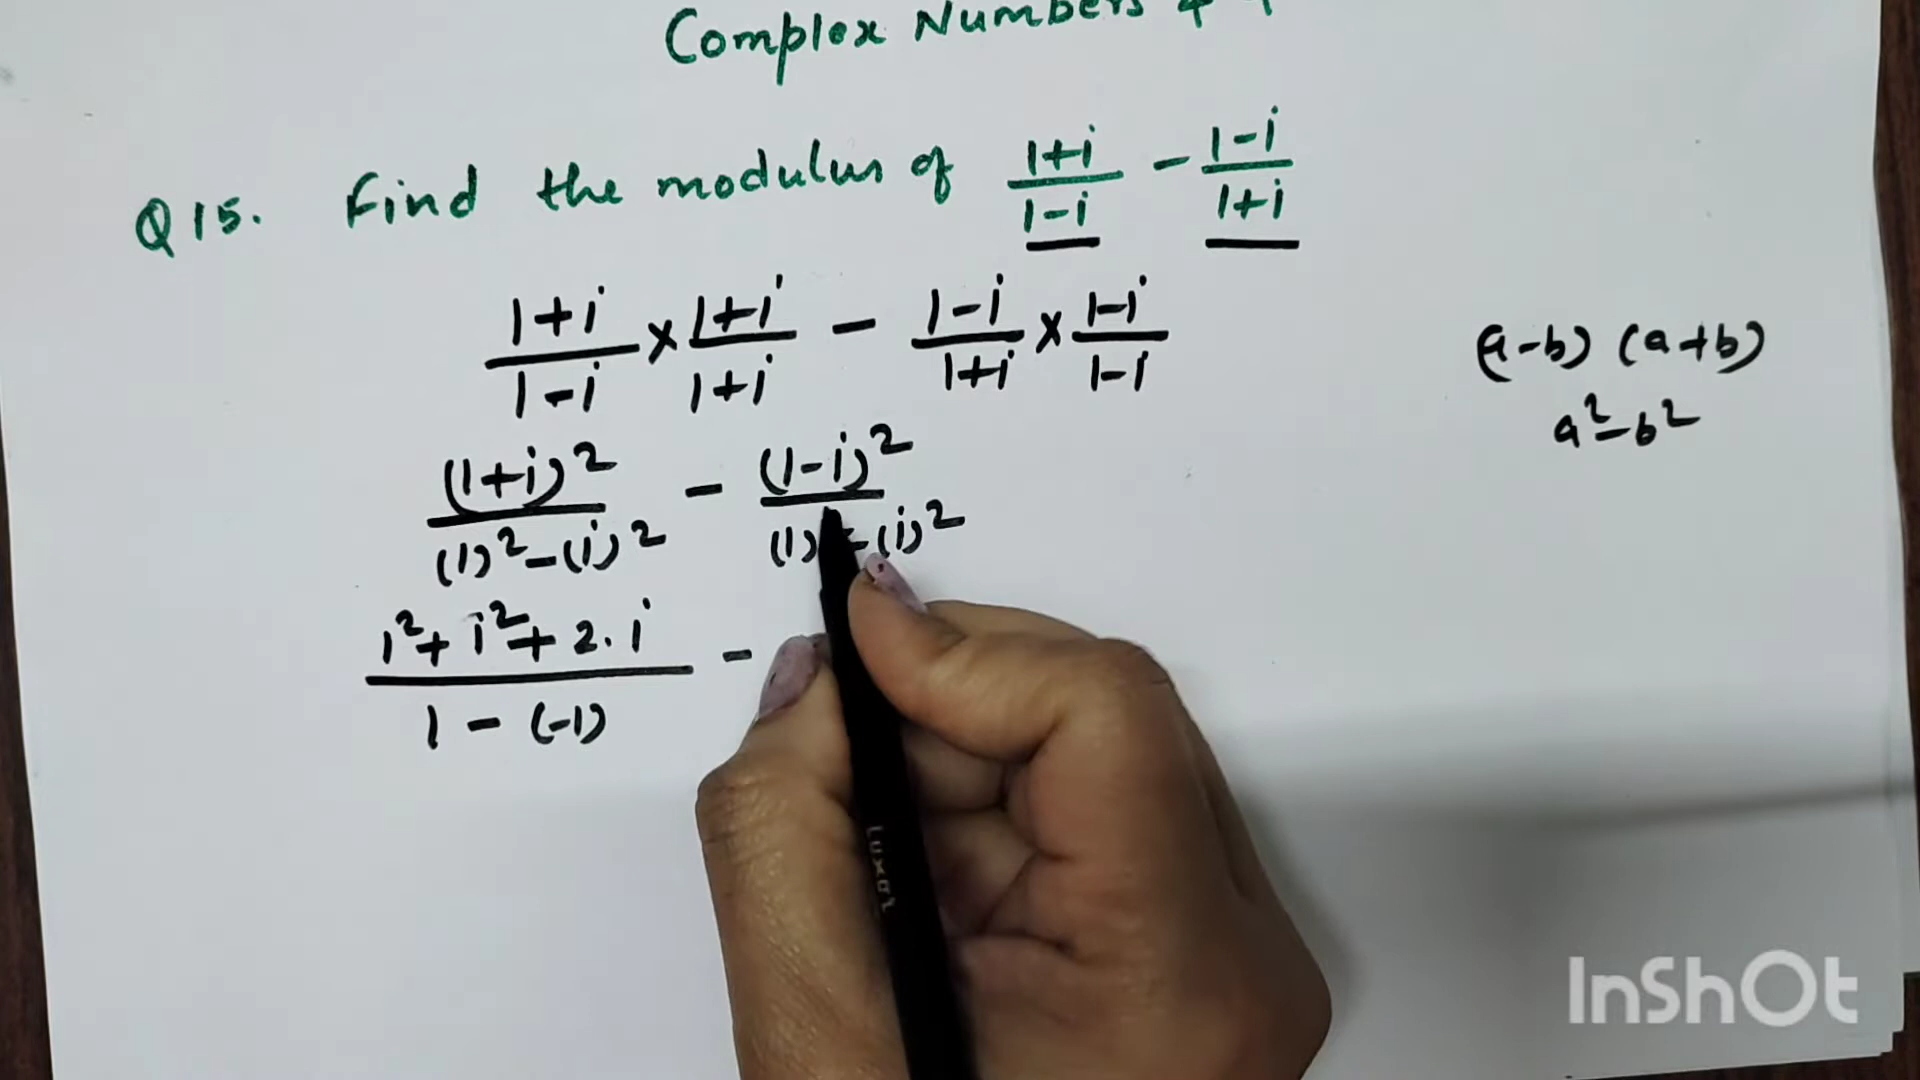 Complex Numbers
Q15. Find the modulus of (1+i)/(1-i) - (1-i)/(1+i)
(1+i)/(1-i) × (1+i)/(1+i) - (1-i)/(1+i) × (1-i)/(1-i)
(a-b) (a+b)
a²-b²
(1+i)²/((1)²-(i)²) - (1-i)²/((1) -(i)²)
(1²+i²+2.i)/(1-(-1)) -
Luxor
InShOt